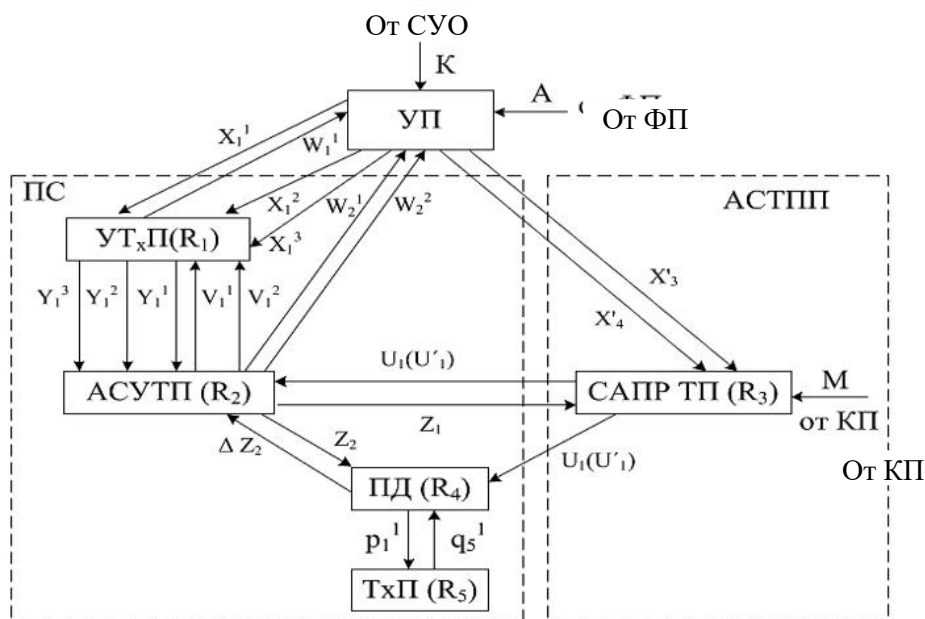 От СУО
К
А
УП
От ФП
X₁¹
W₁¹
ПС
X₁²
W₂¹
W₂²
АСТПП
УТₓП(R₁)
X₁³
X'₃
Y₁³ Y₁² Y₁¹ V₁¹ V₁²
X'₄
U₁(U´₁)
АСУТП (R₂)
САПР ТП (R₃)
М
от КП
Z₁
Δ Z₂
Z₂
U₁(U´₁)
От КП
ПД (R₄)
p₁¹
q₅¹
ТхП (R₅)